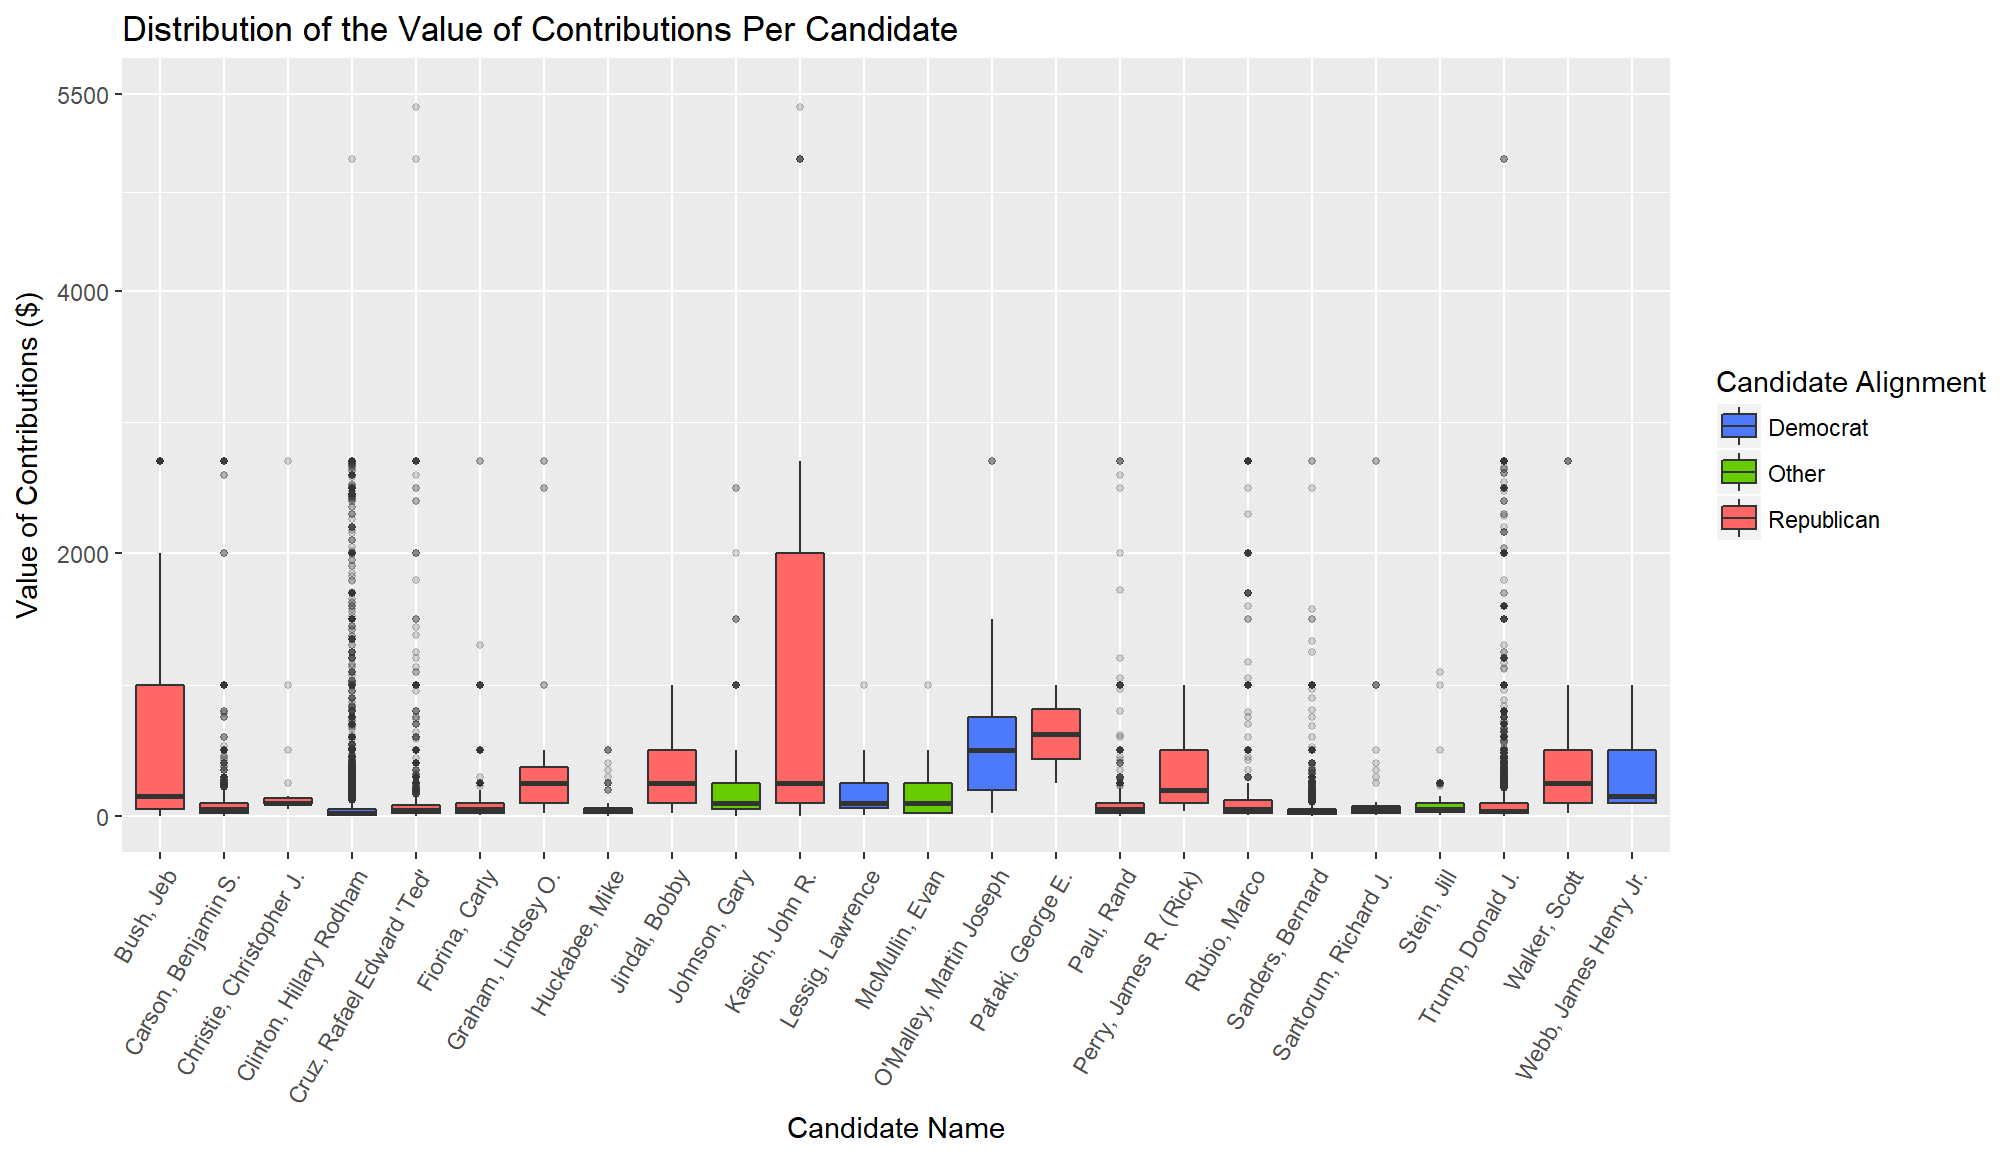 Distribution of the Value of Contributions Per Candidate
Value of Contributions ($)
5500
4000
2000
0
Bush, Jeb
Carson, Benjamin S.
Christie, Christopher J.
Clinton, Hillary Rodham
Cruz, Rafael Edward 'Ted'
Fiorina, Carly
Graham, Lindsey O.
Huckabee, Mike
Jindal, Bobby
Johnson, Gary
Kasich, John R.
Lessig, Lawrence
McMullin, Evan
O'Malley, Martin Joseph
Pataki, George E.
Paul, Rand
Perry, James R. (Rick)
Rubio, Marco
Sanders, Bernard
Santorum, Richard J.
Stein, Jill
Trump, Donald J.
Walker, Scott
Webb, James Henry Jr.
Candidate Name
Candidate Alignment
Democrat
Other
Republican